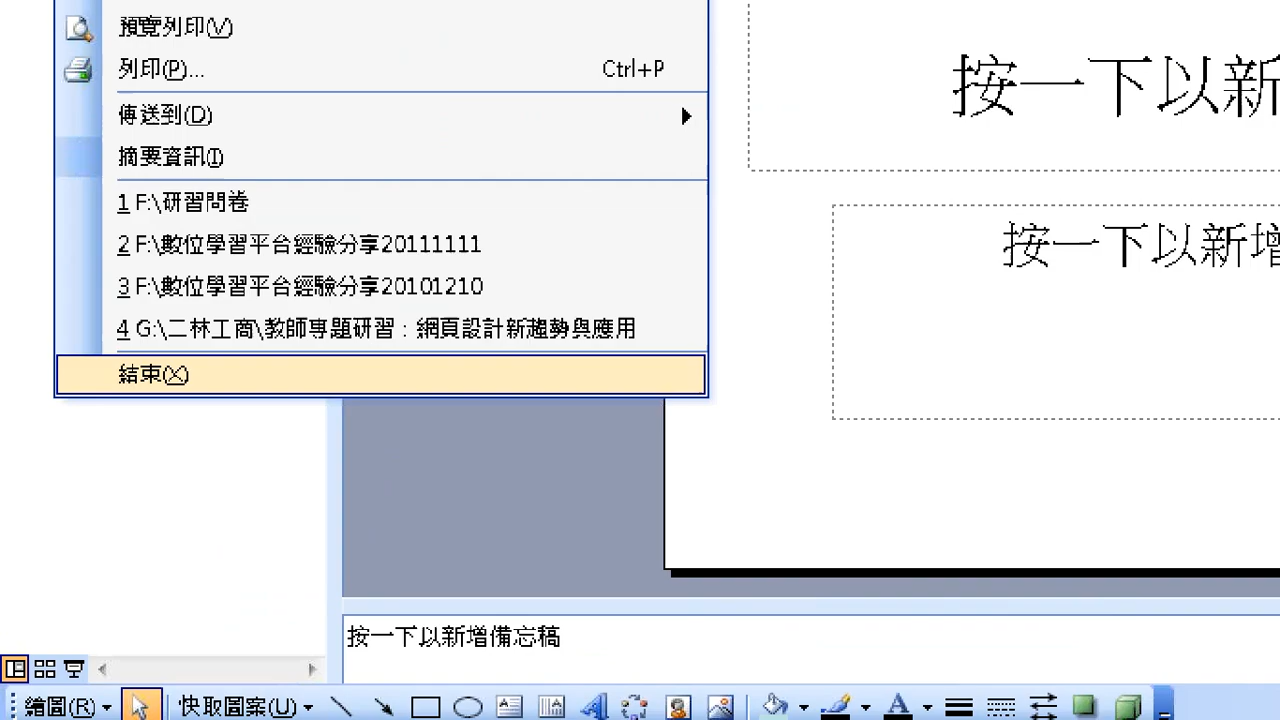 預覽列印(V)
列印(P)... Ctrl+P
傳送到(D)
摘要資訊(I)
1 F:\研習問卷
2 F:\數位學習平台經驗分享20111111
3 F:\數位學習平台經驗分享20101210
4 G:\二林工商\教師專題研習：網頁設計新趨勢與應用
結束(X)
按一下以新
按一下以新增
按一下以新增備忘稿
繪圖(R) 快取圖案(U)